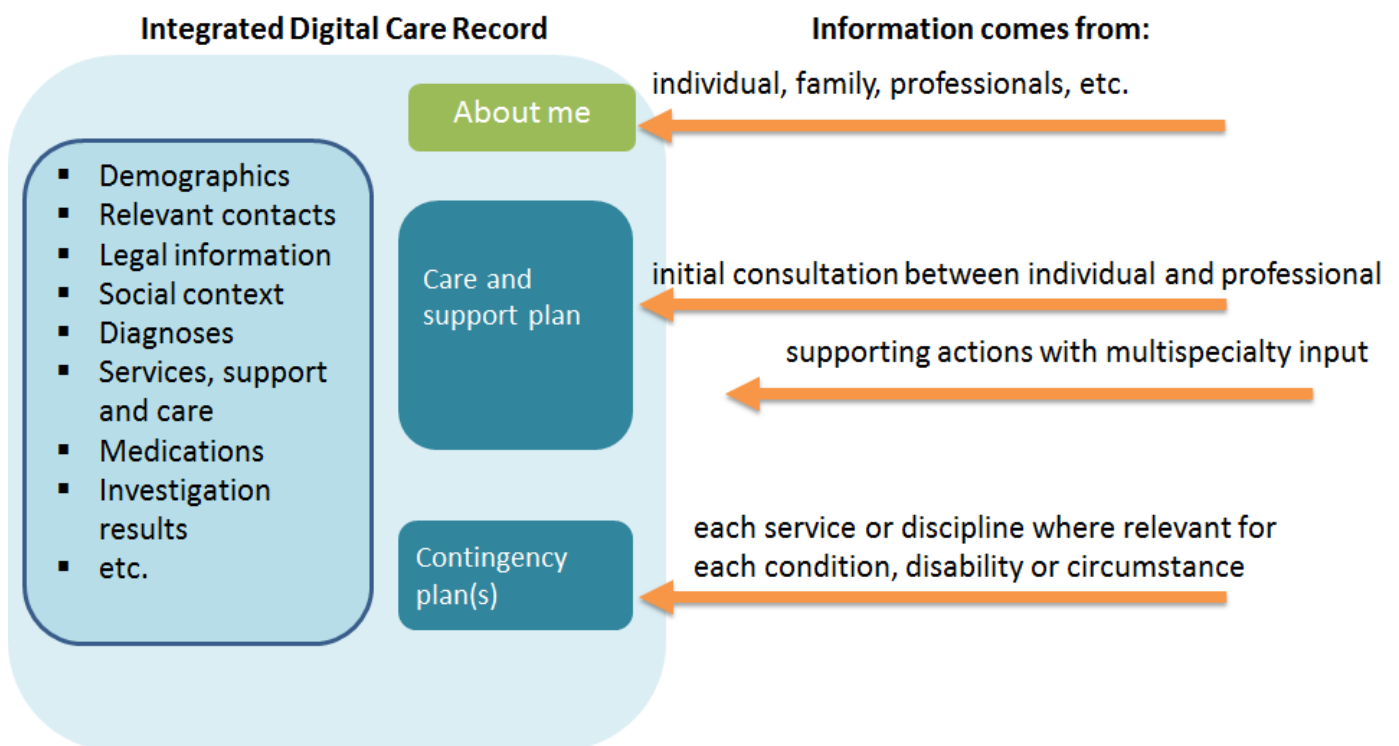 Integrated Digital Care Record
Information comes from:
individual, family, professionals, etc.
About me
▪ Demographics
▪ Relevant contacts
▪ Legal information
▪ Social context
▪ Diagnoses
▪ Services, support
and care
▪ Medications
▪ Investigation
results
▪ etc.
Care and
support plan
initial consultation between individual and professional
supporting actions with multispecialty input
Contingency
plan(s)
each service or discipline where relevant for
each condition, disability or circumstance